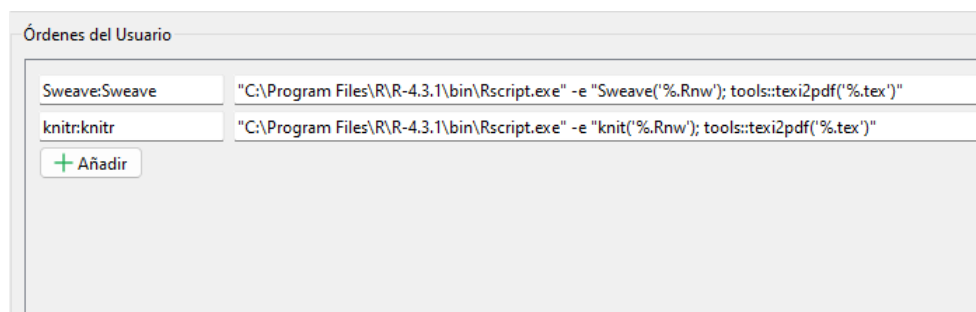 Órdenes del Usuario
Sweave:Sweave "C:\Program Files\R\R-4.3.1\bin\Rscript.exe" -e "Sweave('%.Rnw'); tools::texi2pdf('%.tex')"
knitr:knitr "C:\Program Files\R\R-4.3.1\bin\Rscript.exe" -e "knit('%.Rnw'); tools::texi2pdf('%.tex')"
Añadir